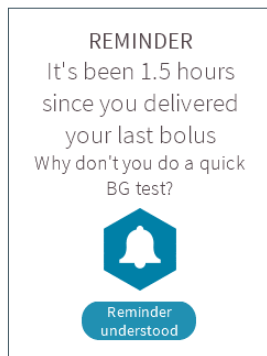 REMINDER
It's been 1.5 hours
since you delivered
your last bolus
Why don't you do a quick
BG test?
Reminder
understood